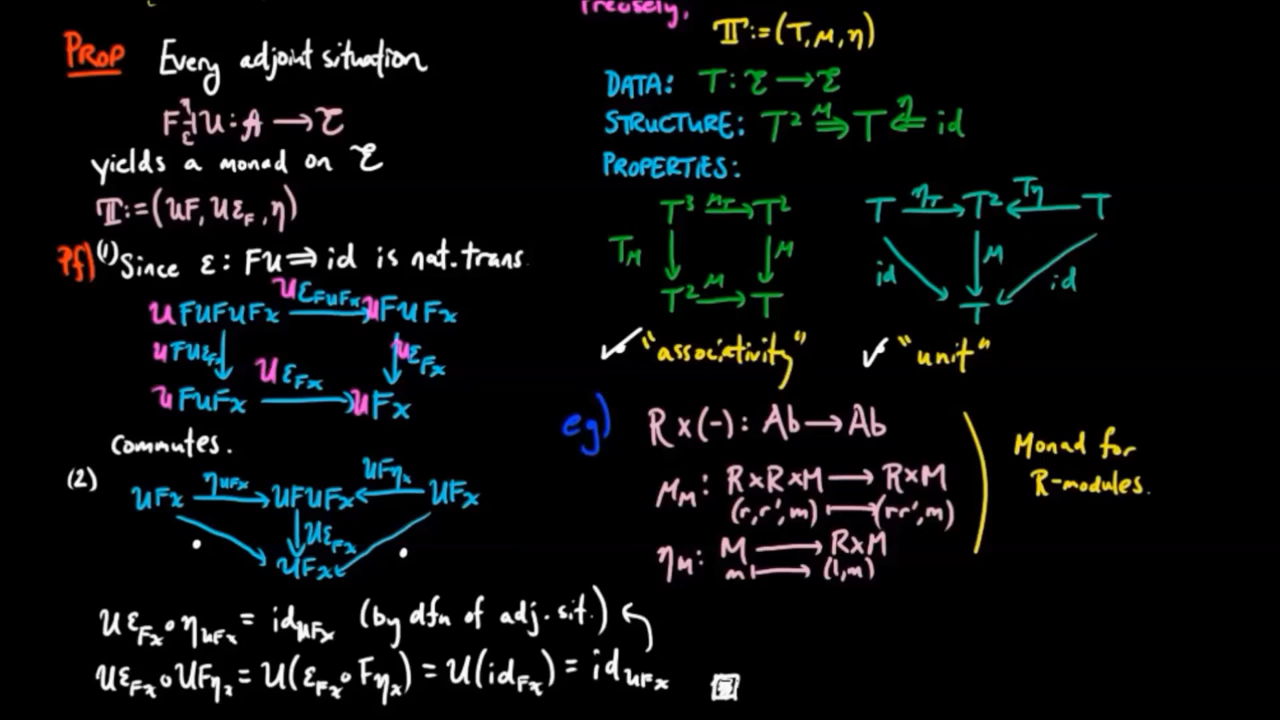 PROP Every adjoint situation
F ⊣ U : A → C
η
ε
yields a monad on C
𝕋 := (UF, Uε_F, η)
Pf) (1) Since ε : FU ⇒ id is nat. trans.
UFUFUFx —Uε_FUFx→ UFUFx
UFUε_Fx ↓ ↓ Uε_Fx
UFUFx —Uε_Fx→ UFx
commutes.
(2)
UFx —η_UFx→ UFUFx ←UFη_x— UFx
↓ Uε_Fx
UFx
Uε_Fx ∘ η_UFx = id_UFx (by dfn of adj. sit.)
Uε_Fx ∘ UFη_x = U(ε_Fx ∘ Fη_x) = U(id_Fx) = id_UFx
Precisely,
𝕋 := (T, μ, η)
DATA: T : C → C
STRUCTURE: T² ⇒μ T ⇐η id
PROPERTIES:
T³ —μ_T→ T²
Tμ ↓ ↓ μ
T² —μ→ T
"associativity"
T —η_T→ T² ←Tη— T
id ↓ μ id
T
"unit"
eg) R×(-) : Ab → Ab
μ_M : R×R×M → R×M
(r,r',m) ↦ (rr',m)
η_M : M → R×M
m ↦ (1,m)
Monad for
R-modules.